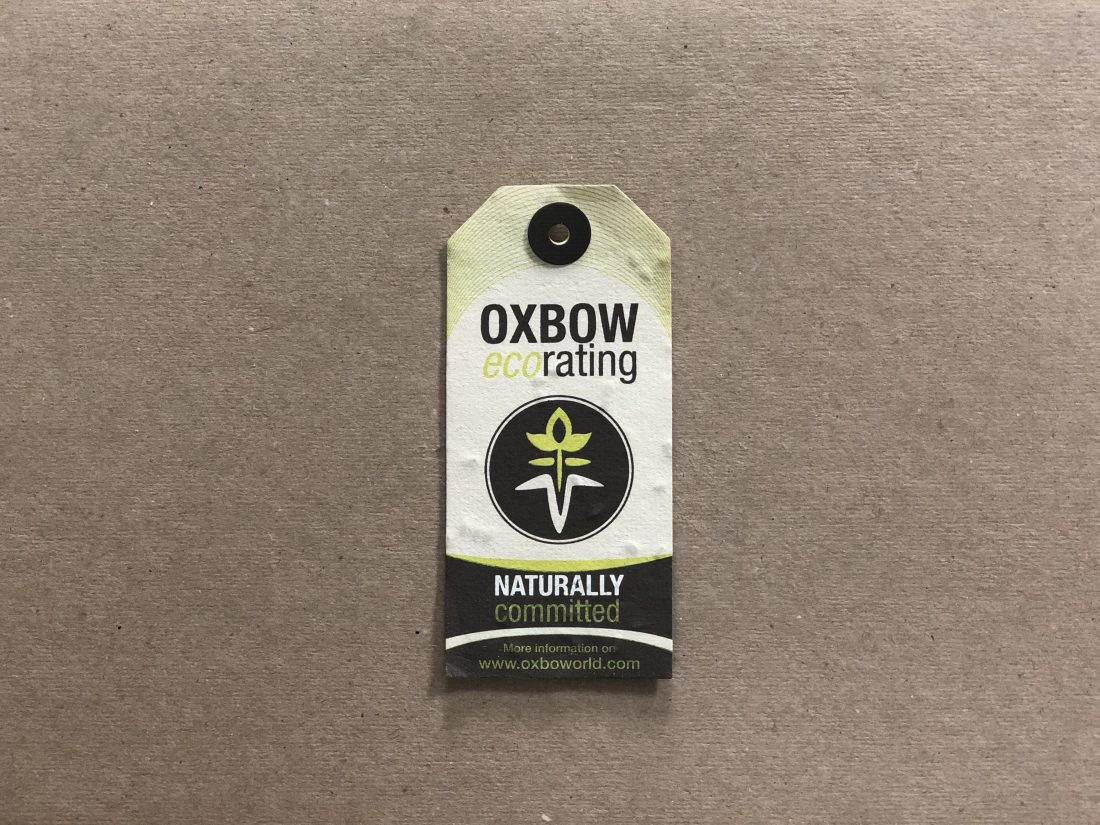 OXBOW
ecorating
NATURALLY
committed
More information on
www.oxboworld.com